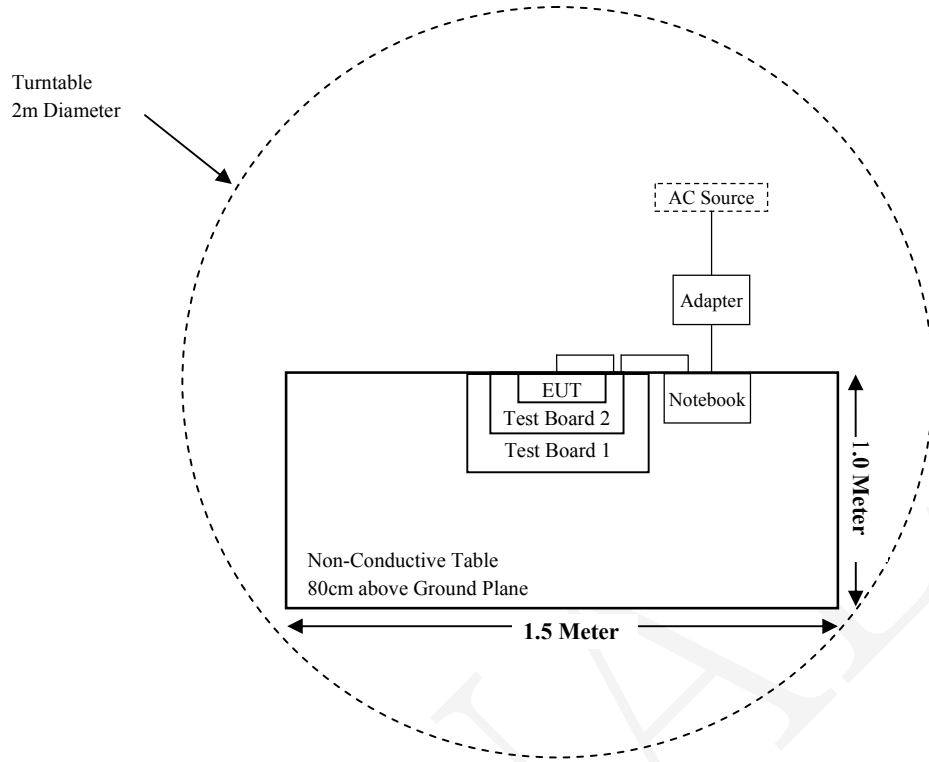 Turntable
2m Diameter
AC Source
Adapter
EUT
Notebook
Test Board 2
Test Board 1
1.0 Meter
Non-Conductive Table
80cm above Ground Plane
1.5 Meter